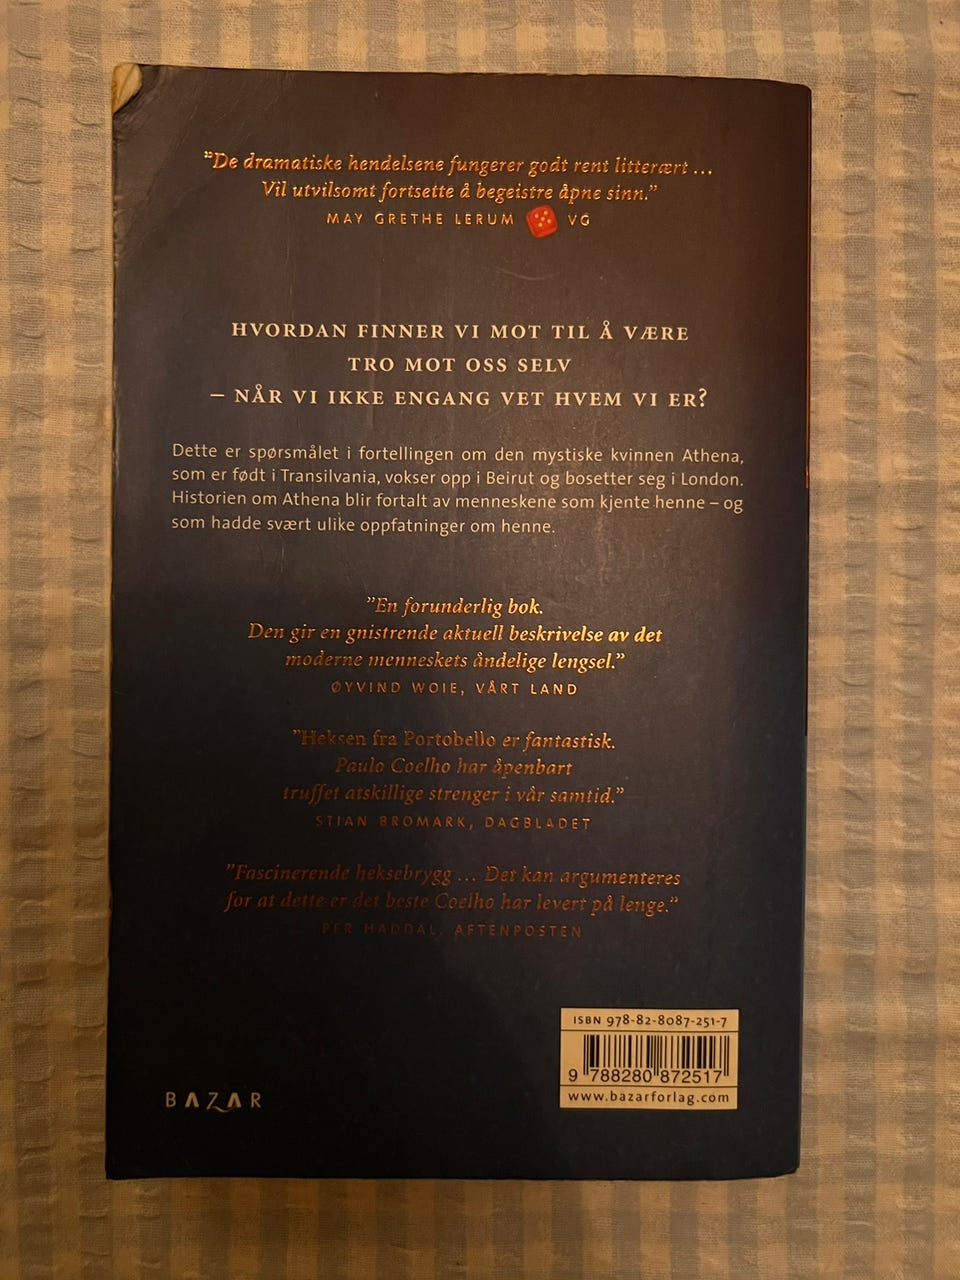 "De dramatiske hendelsene fungerer godt rent litterært ...
Vil utvilsomt fortsette å begeistre åpne sinn."
MAY GRETHE LERUM VG
HVORDAN FINNER VI MOT TIL Å VÆRE
TRO MOT OSS SELV
– NÅR VI IKKE ENGANG VET HVEM VI ER?
Dette er spørsmålet i fortellingen om den mystiske kvinnen Athena,
som er født i Transilvania, vokser opp i Beirut og bosetter seg i London.
Historien om Athena blir fortalt av menneskene som kjente henne – og
som hadde svært ulike oppfatninger om henne.
"En forunderlig bok.
Den gir en gnistrende aktuell beskrivelse av det
moderne menneskets åndelige lengsel."
ØYVIND WOIE, VÅRT LAND
"Heksen fra Portobello er fantastisk.
Paulo Coelho har åpenbart
truffet atskillige strenger i vår samtid."
STIAN BROMARK, DAGBLADET
"Fascinerende heksebrygg ... Det kan argumenteres
for at dette er det beste Coelho har levert på lenge."
PER HADDAL, AFTENPOSTEN
ISBN 978-82-8087-251-7
9 788280 872517
www.bazarforlag.com
BAZAR